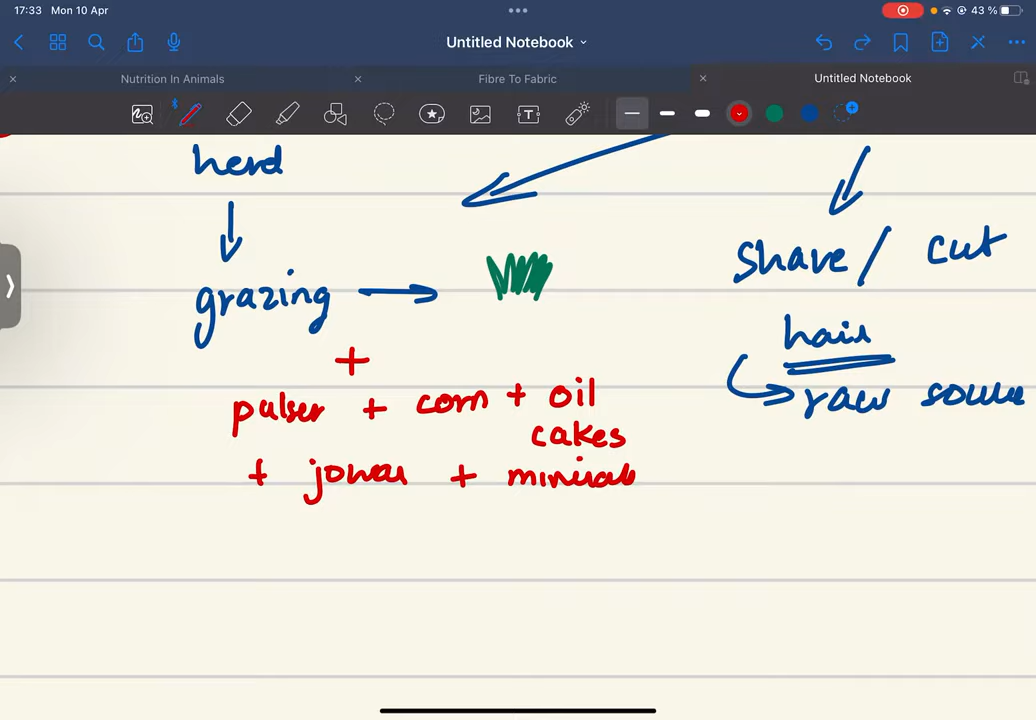 17:33 Mon 10 Apr
43 %
Untitled Notebook
Nutrition In Animals
Fibre To Fabric
Untitled Notebook
herd
grazing
+
pulses + corn + oil
cakes
+ jowar + minerals
shave / cut
hair
raw source